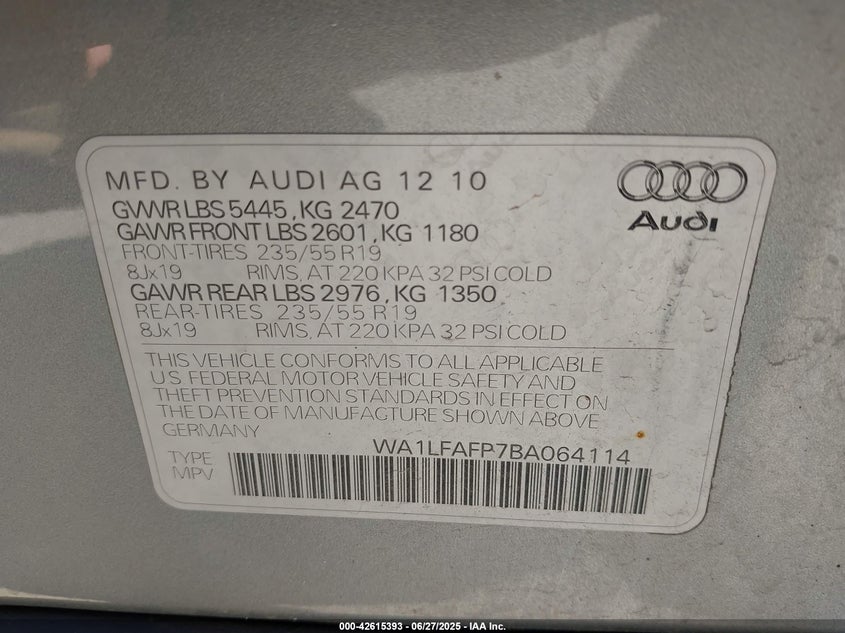 MFD. BY AUDI AG 12 10
GVWR LBS 5445, KG 2470
GAWR FRONT LBS 2601, KG 1180
FRONT-TIRES 235/55 R19
8Jx19 RIMS, AT 220 KPA 32 PSI COLD
GAWR REAR LBS 2976, KG 1350
REAR-TIRES 235/55 R19
8Jx19 RIMS, AT 220 KPA 32 PSI COLD
THIS VEHICLE CONFORMS TO ALL APPLICABLE
U.S. FEDERAL MOTOR VEHICLE SAFETY AND
THEFT PREVENTION STANDARDS IN EFFECT ON
THE DATE OF MANUFACTURE SHOWN ABOVE
GERMANY
WA1LFAFP7BA064114
TYPE
MPV
Audi
000-42615393 - 06/27/2025 - IAA Inc.